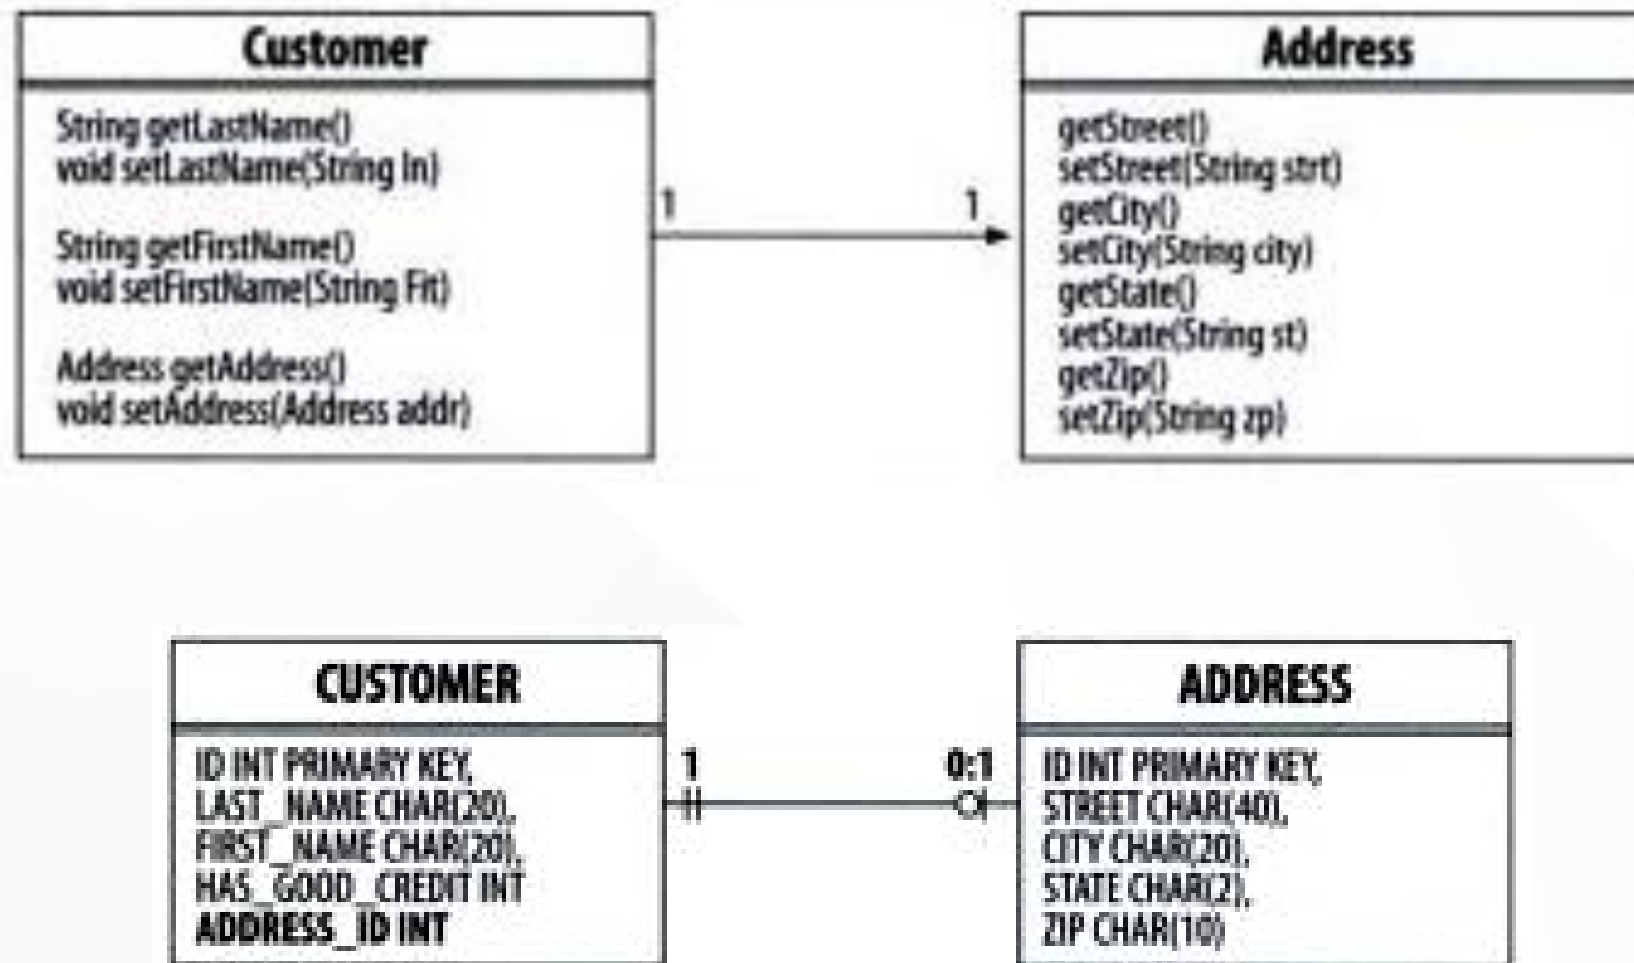 Customer
String getLastName()
void setLastName(String ln)
String getFirstName()
void setFirstName(String Fit)
Address getAddress()
void setAddress(Address addr)
1
1
Address
getStreet()
setStreet(String strt)
getCity()
setCity(String city)
getState()
setState(String st)
getZip()
setZip(String zp)
CUSTOMER
ID INT PRIMARY KEY,
LAST_NAME CHAR(20),
FIRST_NAME CHAR(20),
HAS_GOOD_CREDIT INT
ADDRESS_ID INT
1
0:1
ADDRESS
ID INT PRIMARY KEY,
STREET CHAR(40),
CITY CHAR(20),
STATE CHAR(2),
ZIP CHAR(10)